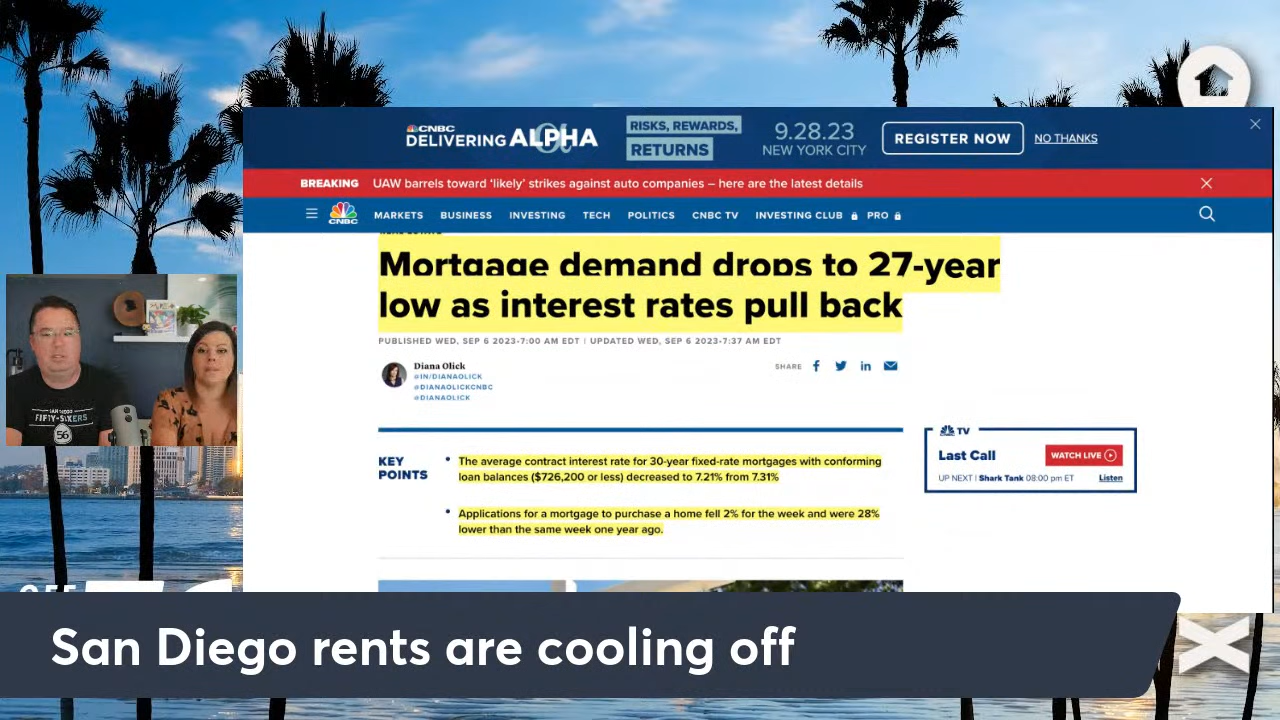 CNBC
DELIVERING ALPHA
RISKS, REWARDS,
RETURNS
9.28.23
NEW YORK CITY
REGISTER NOW
NO THANKS
BREAKING UAW barrels toward ‘likely’ strikes against auto companies – here are the latest details
CNBC
MARKETS BUSINESS INVESTING TECH POLITICS CNBC TV INVESTING CLUB PRO
Mortgage demand drops to 27-year
low as interest rates pull back
PUBLISHED WED, SEP 6 2023•7:00 AM EDT | UPDATED WED, SEP 6 2023•7:37 AM EDT
Diana Olick
@IN/DIANAOLICK
@DIANAOLICKCNBC
@DIANAOLICK
SHARE
KEY
POINTS
• The average contract interest rate for 30-year fixed-rate mortgages with conforming
loan balances ($726,200 or less) decreased to 7.21% from 7.31%
• Applications for a mortgage to purchase a home fell 2% for the week and were 28%
lower than the same week one year ago.
TV
Last Call
WATCH LIVE
UP NEXT | Shark Tank 08:00 pm ET
Listen
SAN DIEGO
FIFTY-SIXERS
56
San Diego rents are cooling off